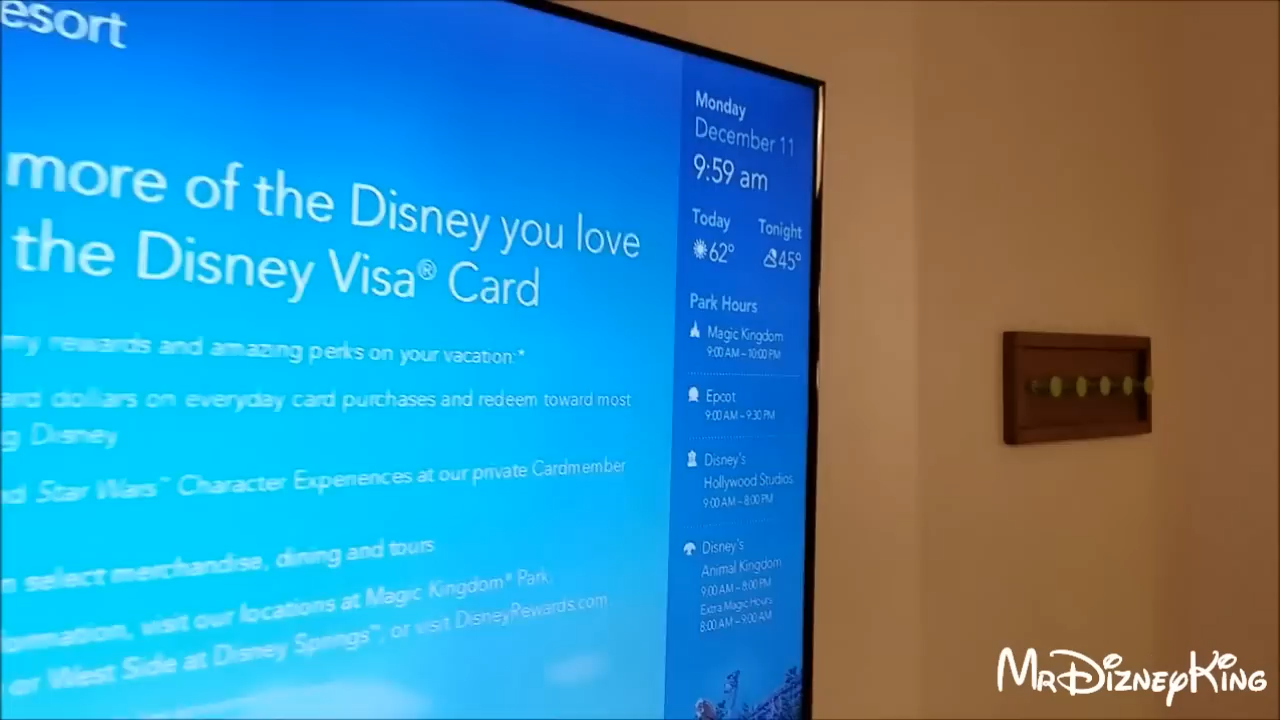 esort
more of the Disney you love
the Disney Visa® Card
my rewards and amazing perks on your vacation:*
ard dollars on everyday card purchases and redeem toward most
g Disney
nd Star Wars™ Character Experiences at our private Cardmember
n select merchandise, dining and tours
ormation, visit our locations at Magic Kingdom® Park,
or West Side at Disney Springs™, or visit DisneyRewards.com
Monday
December 11
9:59 am
Today Tonight
62° 45°
Park Hours
Magic Kingdom
9:00 AM – 10:00 PM
Epcot
9:00 AM – 9:30 PM
Disney's
Hollywood Studios
9:00 AM – 8:00 PM
Disney's
Animal Kingdom
9:00 AM – 8:00 PM
Extra Magic Hours
8:00 AM – 9:00 AM
MrDizneyKing